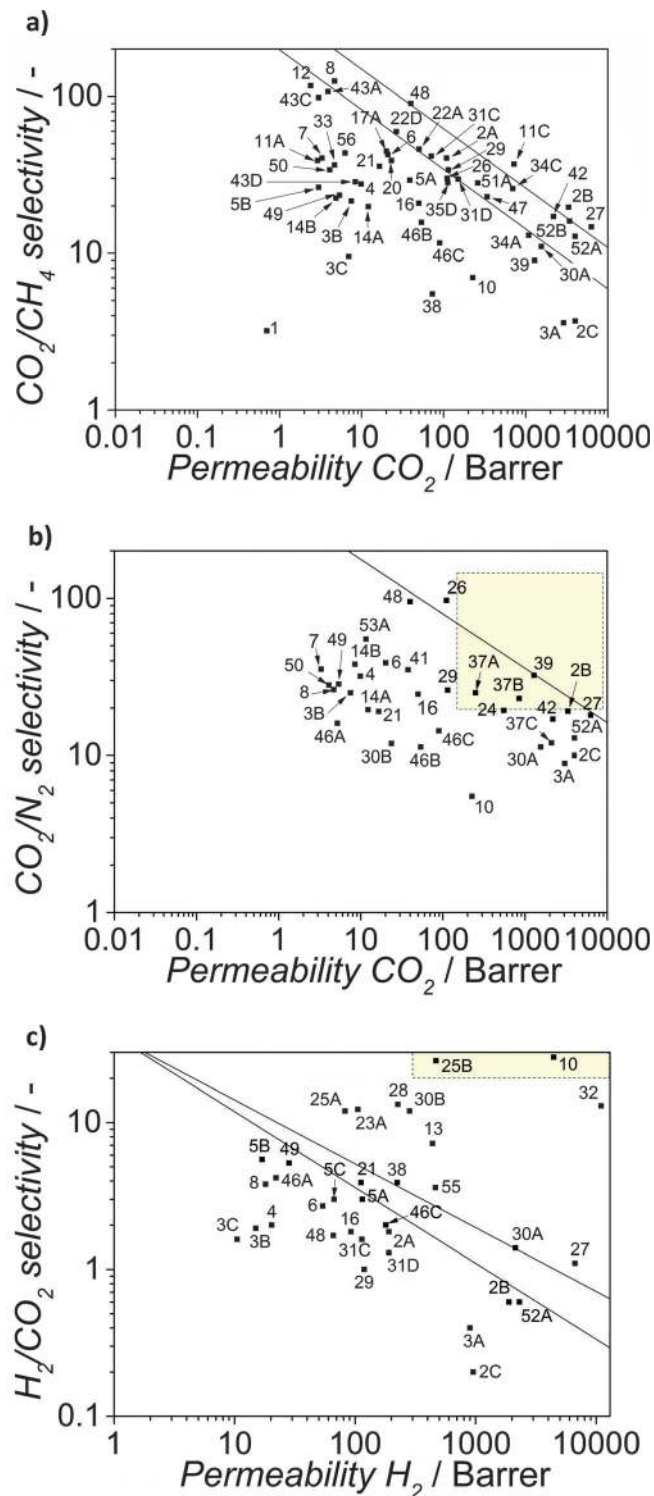 a)
12
8
43A
43C
48
31C
17A
22D
22A
2A
11C
7
33
6
29
34C
11A
56
26
42
50
21
51A
2B
43D
4
20
5A
27
5B
16
35D
31D
47
52B
49
46B
34A
52A
14B
3B
14A
46C
39
30A
3C
10
38
1
3A
2C
CO2/CH4 selectivity / -
100
10
1
0.01 0.1 1 10 100 1000 10000
Permeability CO2 / Barrer
b)
48
26
53A
7
49
14B
6
41
37A
39
50
4
29
37B
2B
8
16
27
3B
14A
21
24
42
52A
46A
46C
37C
30B
46B
30A
2C
3A
10
CO2/N2 selectivity / -
100
10
1
0.01 0.1 1 10 100 1000 10000
Permeability CO2 / Barrer
c)
25B
10
25A
28
30B
32
23A
13
5B
49
5C
21
38
8
46A
5A
55
6
46C
3C
4
16
30A
3B
48
31C
2A
31D
27
29
2B
52A
3A
2C
H2/CO2 selectivity / -
10
1
0.1
1 10 100 1000 10000
Permeability H2 / Barrer